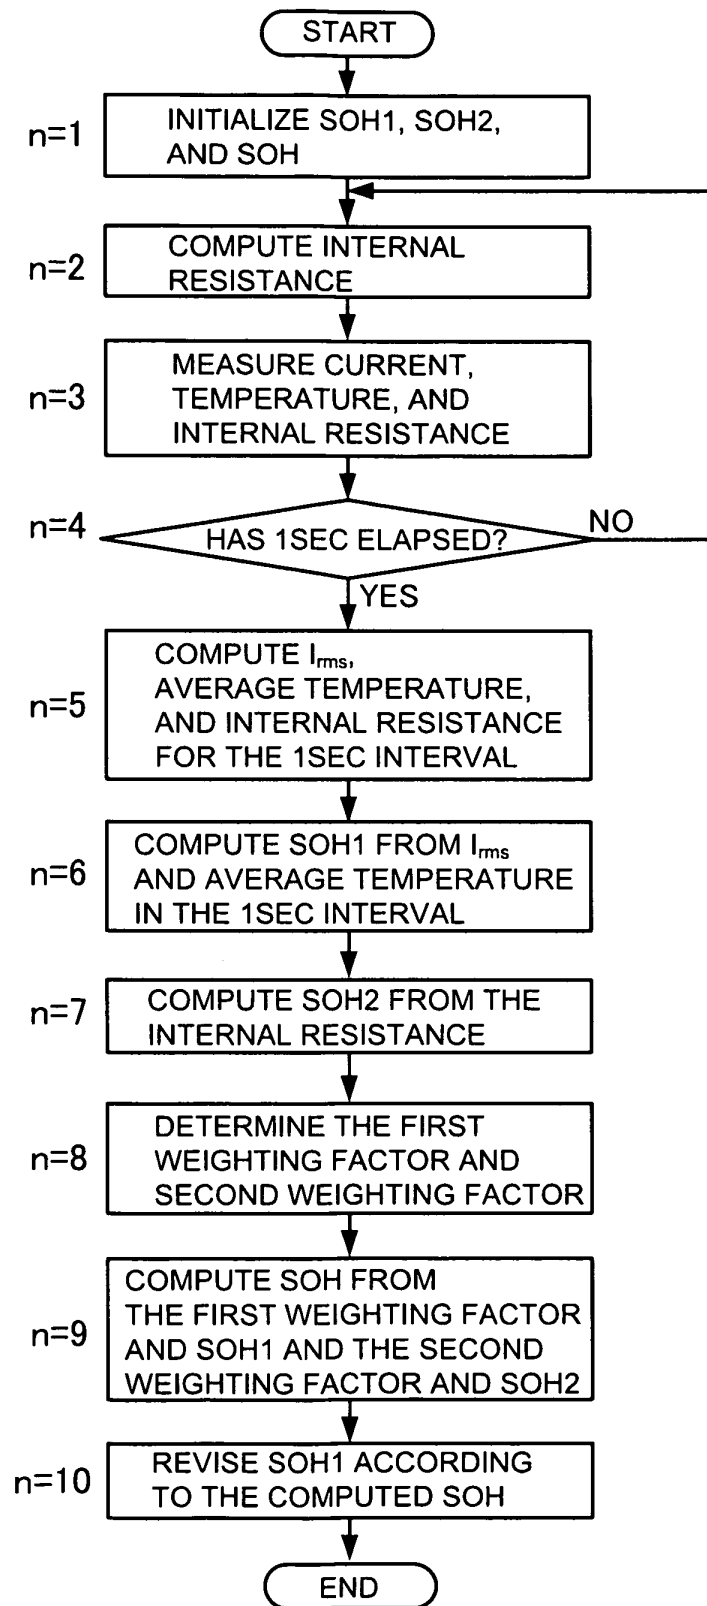 START
n=1
INITIALIZE SOH1, SOH2,
AND SOH
n=2
COMPUTE INTERNAL
RESISTANCE
n=3
MEASURE CURRENT,
TEMPERATURE, AND
INTERNAL RESISTANCE
n=4
HAS 1SEC ELAPSED?
NO
YES
n=5
COMPUTE Irms,
AVERAGE TEMPERATURE,
AND INTERNAL RESISTANCE
FOR THE 1SEC INTERVAL
n=6
COMPUTE SOH1 FROM Irms
AND AVERAGE TEMPERATURE
IN THE 1SEC INTERVAL
n=7
COMPUTE SOH2 FROM THE
INTERNAL RESISTANCE
n=8
DETERMINE THE FIRST
WEIGHTING FACTOR AND
SECOND WEIGHTING FACTOR
n=9
COMPUTE SOH FROM
THE FIRST WEIGHTING FACTOR
AND SOH1 AND THE SECOND
WEIGHTING FACTOR AND SOH2
n=10
REVISE SOH1 ACCORDING
TO THE COMPUTED SOH
END